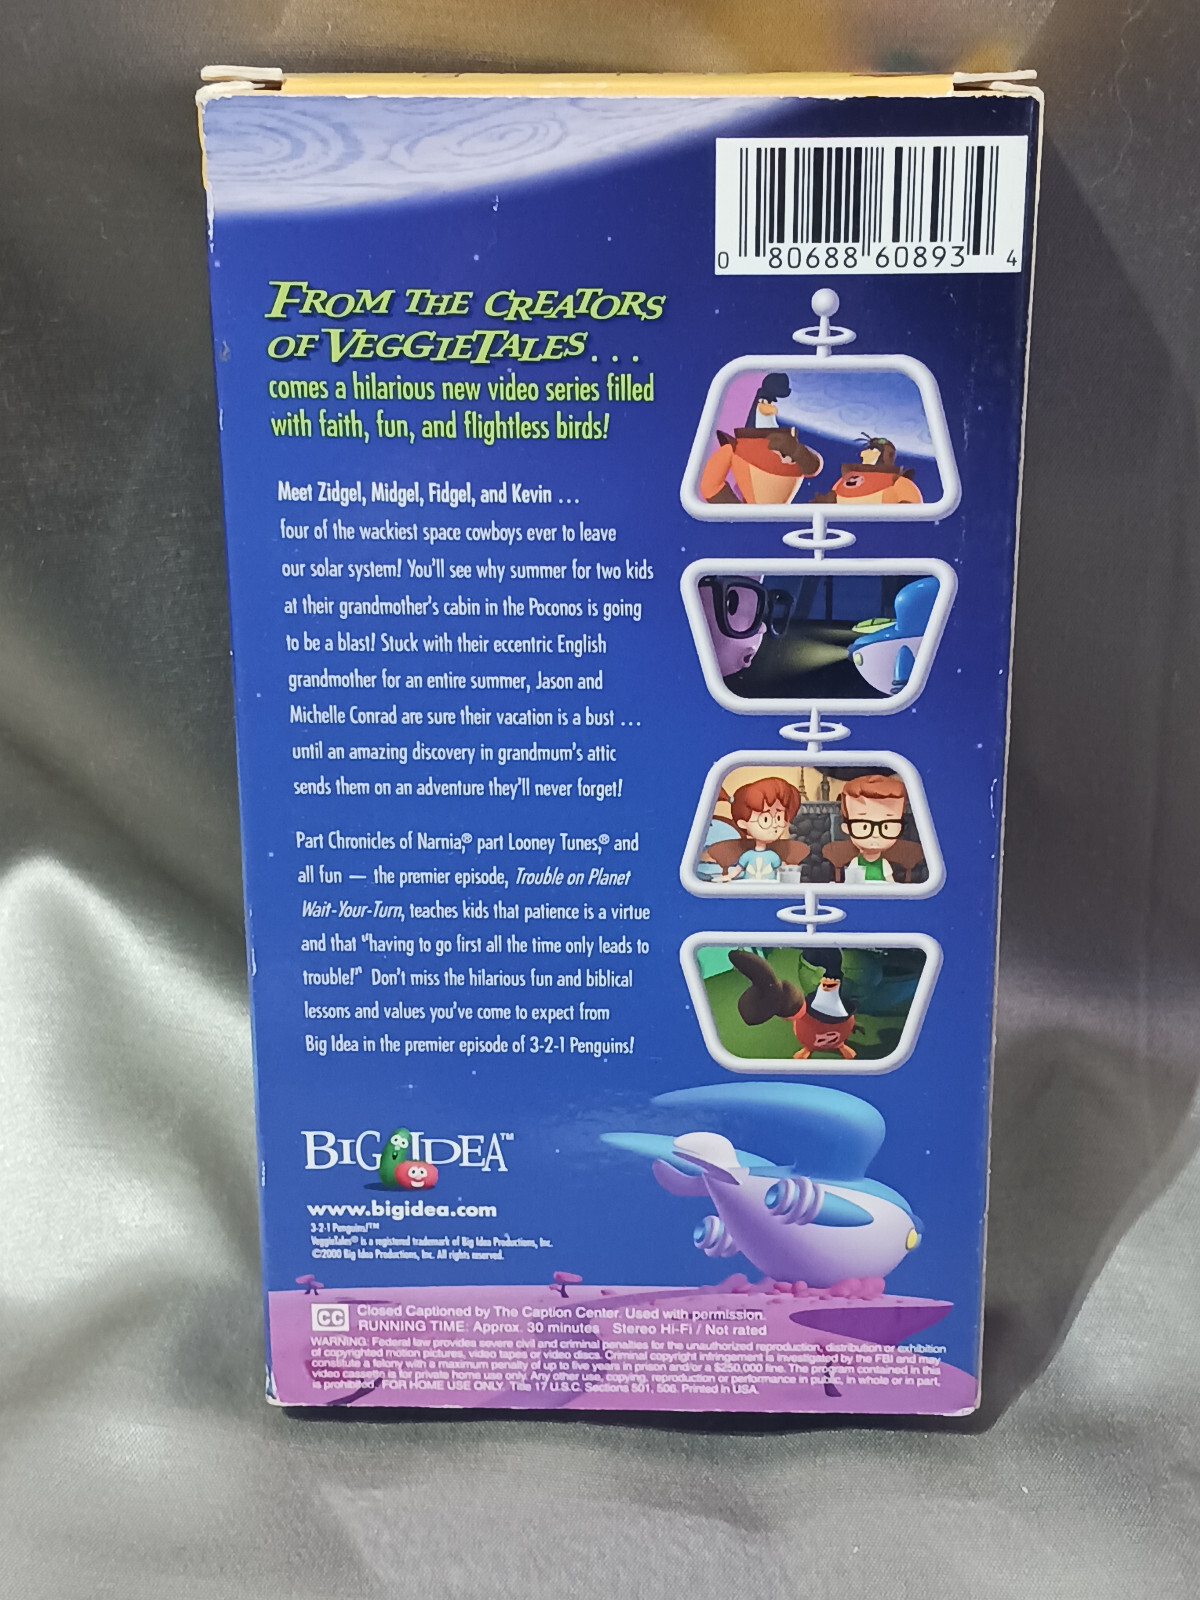 0 80688 60893 4
FROM THE CREATORS
OF VEGGIETALES...
comes a hilarious new video series filled
with faith, fun, and flightless birds!
Meet Zidgel, Midgel, Fidgel, and Kevin ...
four of the wackiest space cowboys ever to leave
our solar system! You'll see why summer for two kids
at their grandmother's cabin in the Poconos is going
to be a blast! Stuck with their eccentric English
grandmother for an entire summer, Jason and
Michelle Conrad are sure their vacation is a bust ...
until an amazing discovery in grandmum's attic
sends them on an adventure they'll never forget!
Part Chronicles of Narnia,® part Looney Tunes,® and
all fun — the premier episode, Trouble on Planet
Wait-Your-Turn, teaches kids that patience is a virtue
and that "having to go first all the time only leads to
trouble!" Don't miss the hilarious fun and biblical
lessons and values you've come to expect from
Big Idea in the premier episode of 3-2-1 Penguins!
BIG IDEA™
www.bigidea.com
3-2-1 Penguins!™
VeggieTales® is a registered trademark of Big Idea Productions, Inc.
©2000 Big Idea Productions, Inc. All rights reserved.
CC Closed Captioned by The Caption Center. Used with permission.
RUNNING TIME: Approx. 30 minutes Stereo Hi-Fi / Not rated
WARNING: Federal law provides severe civil and criminal penalties for the unauthorized reproduction, distribution or exhibition
of copyrighted motion pictures, video tapes or video discs. Criminal copyright infringement is investigated by the FBI and may
constitute a felony with a maximum penalty of up to five years in prison and/or a $250,000 fine. The program contained in this
video cassette is for private home use only. Any other use, copying, reproduction or performance in public, in whole or in part,
is prohibited. FOR HOME USE ONLY. Title 17 U.S.C. Sections 501, 506. Printed in USA.